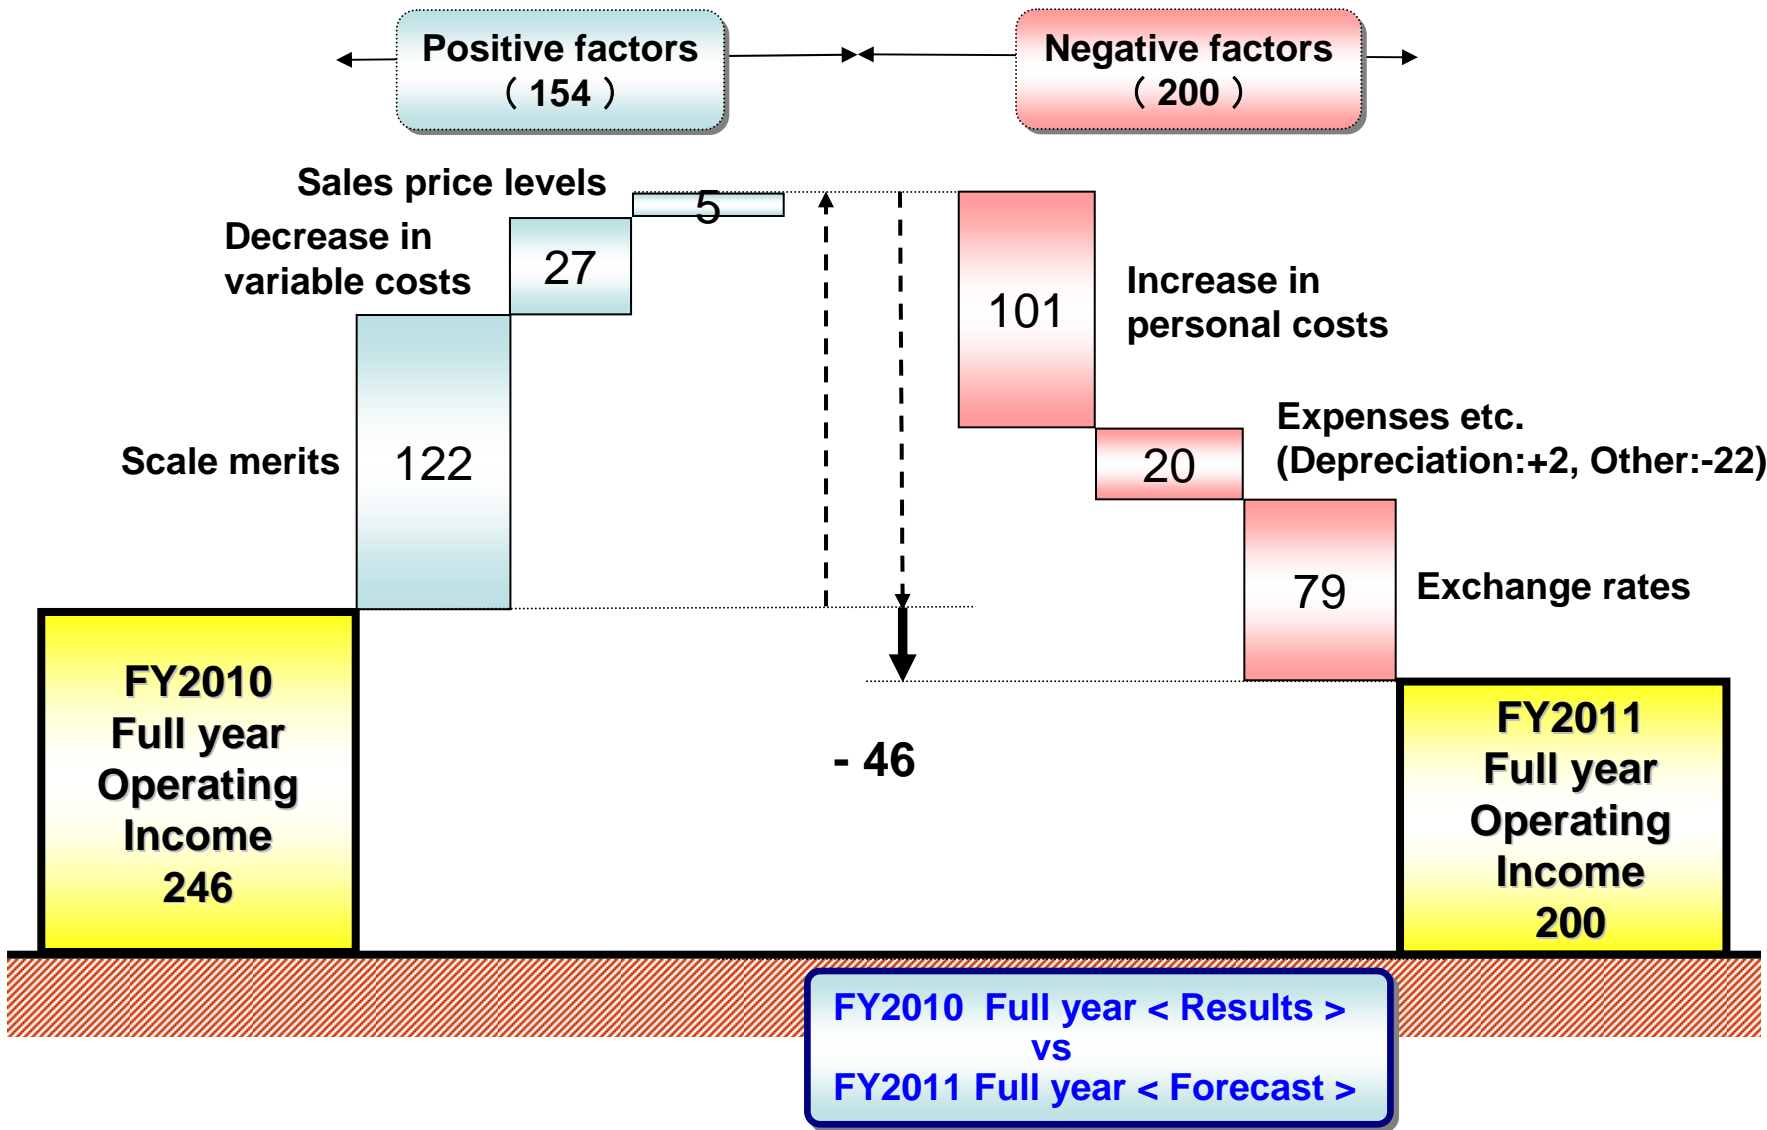 Positive factors
( 154 )
Negative factors
( 200 )
Sales price levels
5
Decrease in
variable costs
27
Scale merits
122
101
Increase in
personal costs
20
Expenses etc.
(Depreciation:+2, Other:-22)
79
Exchange rates
- 46
FY2010
Full year
Operating
Income
246
FY2011
Full year
Operating
Income
200
FY2010 Full year < Results >
vs
FY2011 Full year < Forecast >